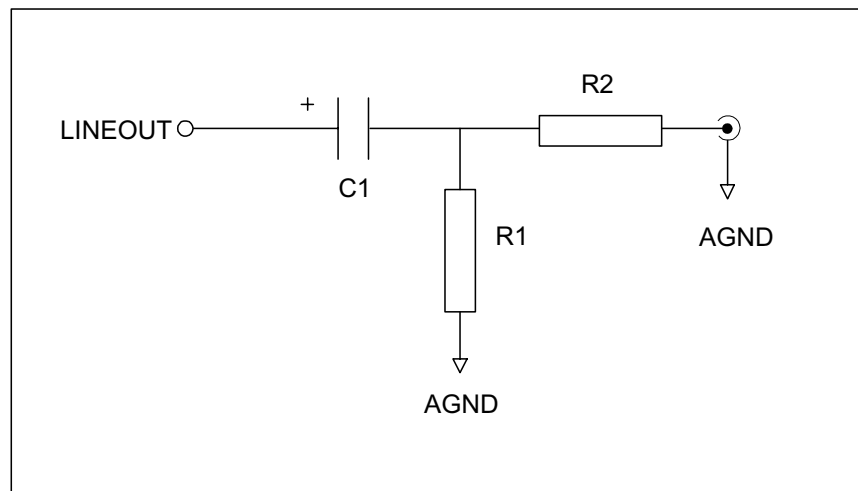 R2
+
LINEOUT
C1
R1
AGND
AGND